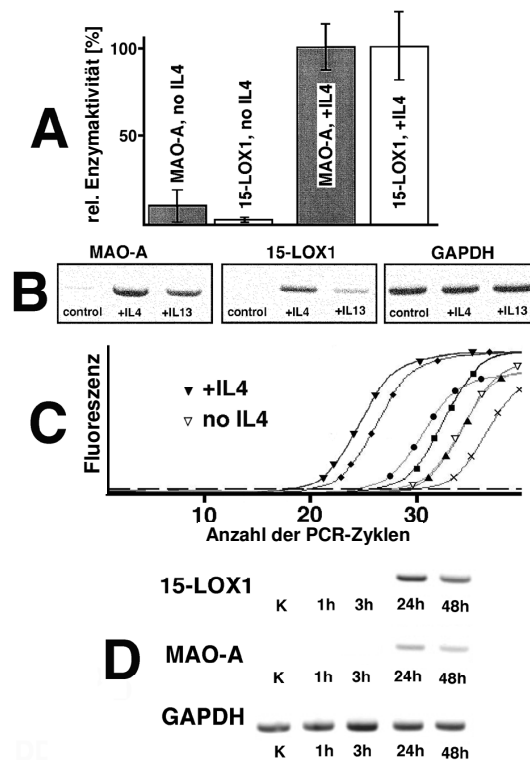 A
rel. Enzymaktivität [%]
100
50
MAO-A, no IL4
15-LOX1, no IL4
MAO-A, +IL4
15-LOX1, +IL4
B
MAO-A
15-LOX1
GAPDH
control +IL4 +IL13
control +IL4 +IL13
control +IL4 +IL13
C
Fluoreszenz
▼ +IL4
▽ no IL4
10 20 30
Anzahl der PCR-Zyklen
D
15-LOX1
K 1h 3h 24h 48h
MAO-A
K 1h 3h 24h 48h
GAPDH
K 1h 3h 24h 48h